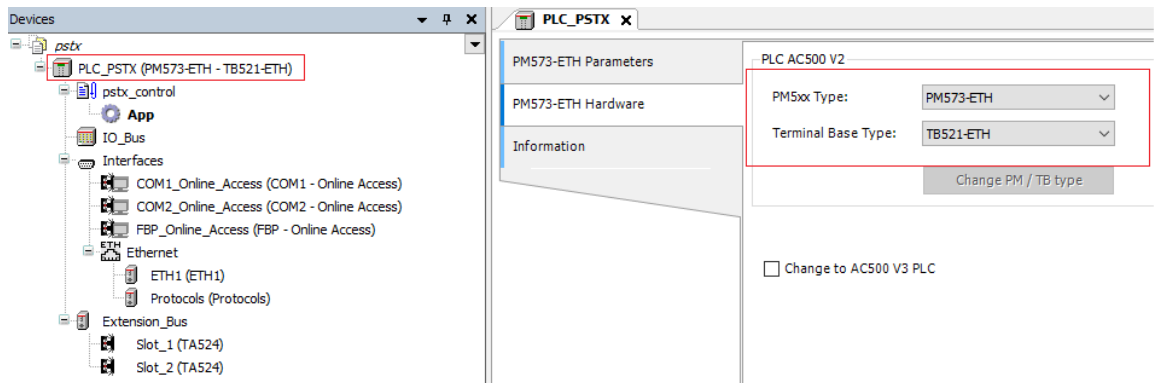 Devices
pstx
PLC_PSTX (PM573-ETH - TB521-ETH)
pstx_control
App
IO_Bus
Interfaces
COM1_Online_Access (COM1 - Online Access)
COM2_Online_Access (COM2 - Online Access)
FBP_Online_Access (FBP - Online Access)
ETH
Ethernet
ETH1 (ETH1)
Protocols (Protocols)
Extension_Bus
Slot_1 (TA524)
Slot_2 (TA524)
PLC_PSTX
PM573-ETH Parameters
PM573-ETH Hardware
Information
PLC AC500 V2
PM5xx Type: PM573-ETH
Terminal Base Type: TB521-ETH
Change PM / TB type
Change to AC500 V3 PLC